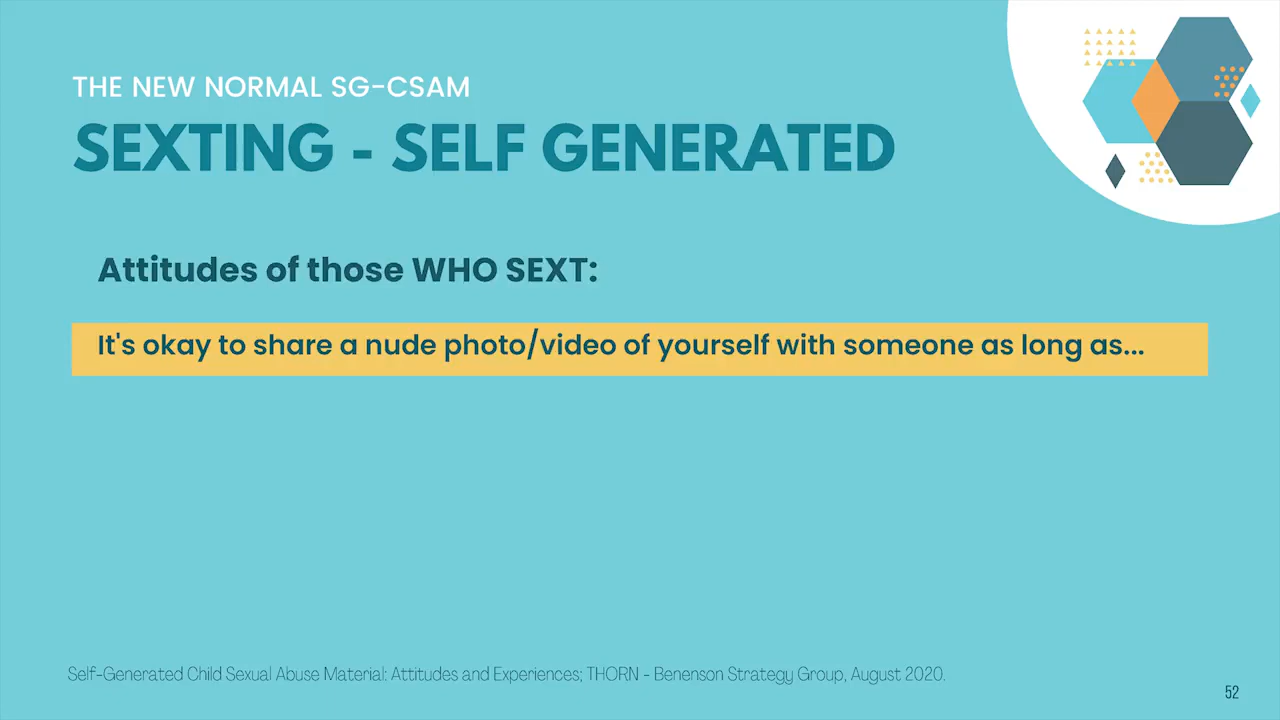 THE NEW NORMAL SG-CSAM
SEXTING - SELF GENERATED
Attitudes of those WHO SEXT:
It's okay to share a nude photo/video of yourself with someone as long as...
Self-Generated Child Sexual Abuse Material: Attitudes and Experiences; THORN - Benenson Strategy Group, August 2020.
52